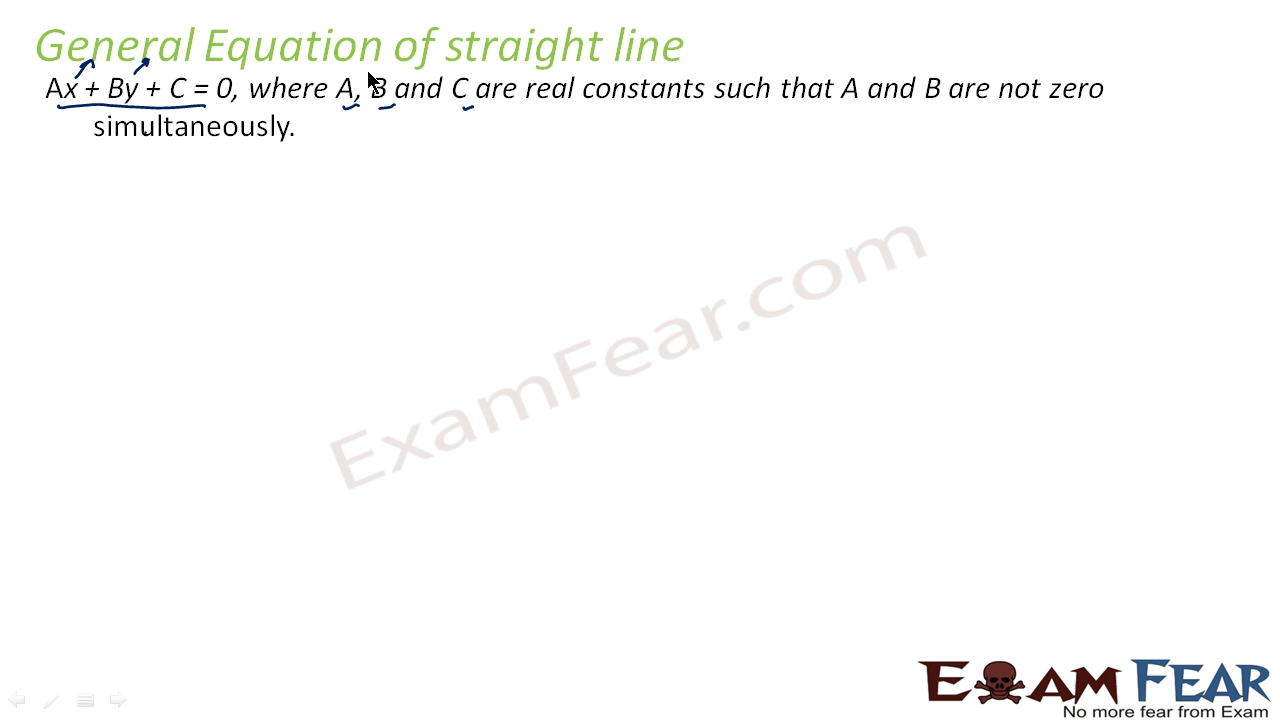 General Equation of straight line
Ax + By + C = 0, where A, B and C are real constants such that A and B are not zero
simultaneously.
ExamFear.com
EXAM FEAR
No more fear from Exam